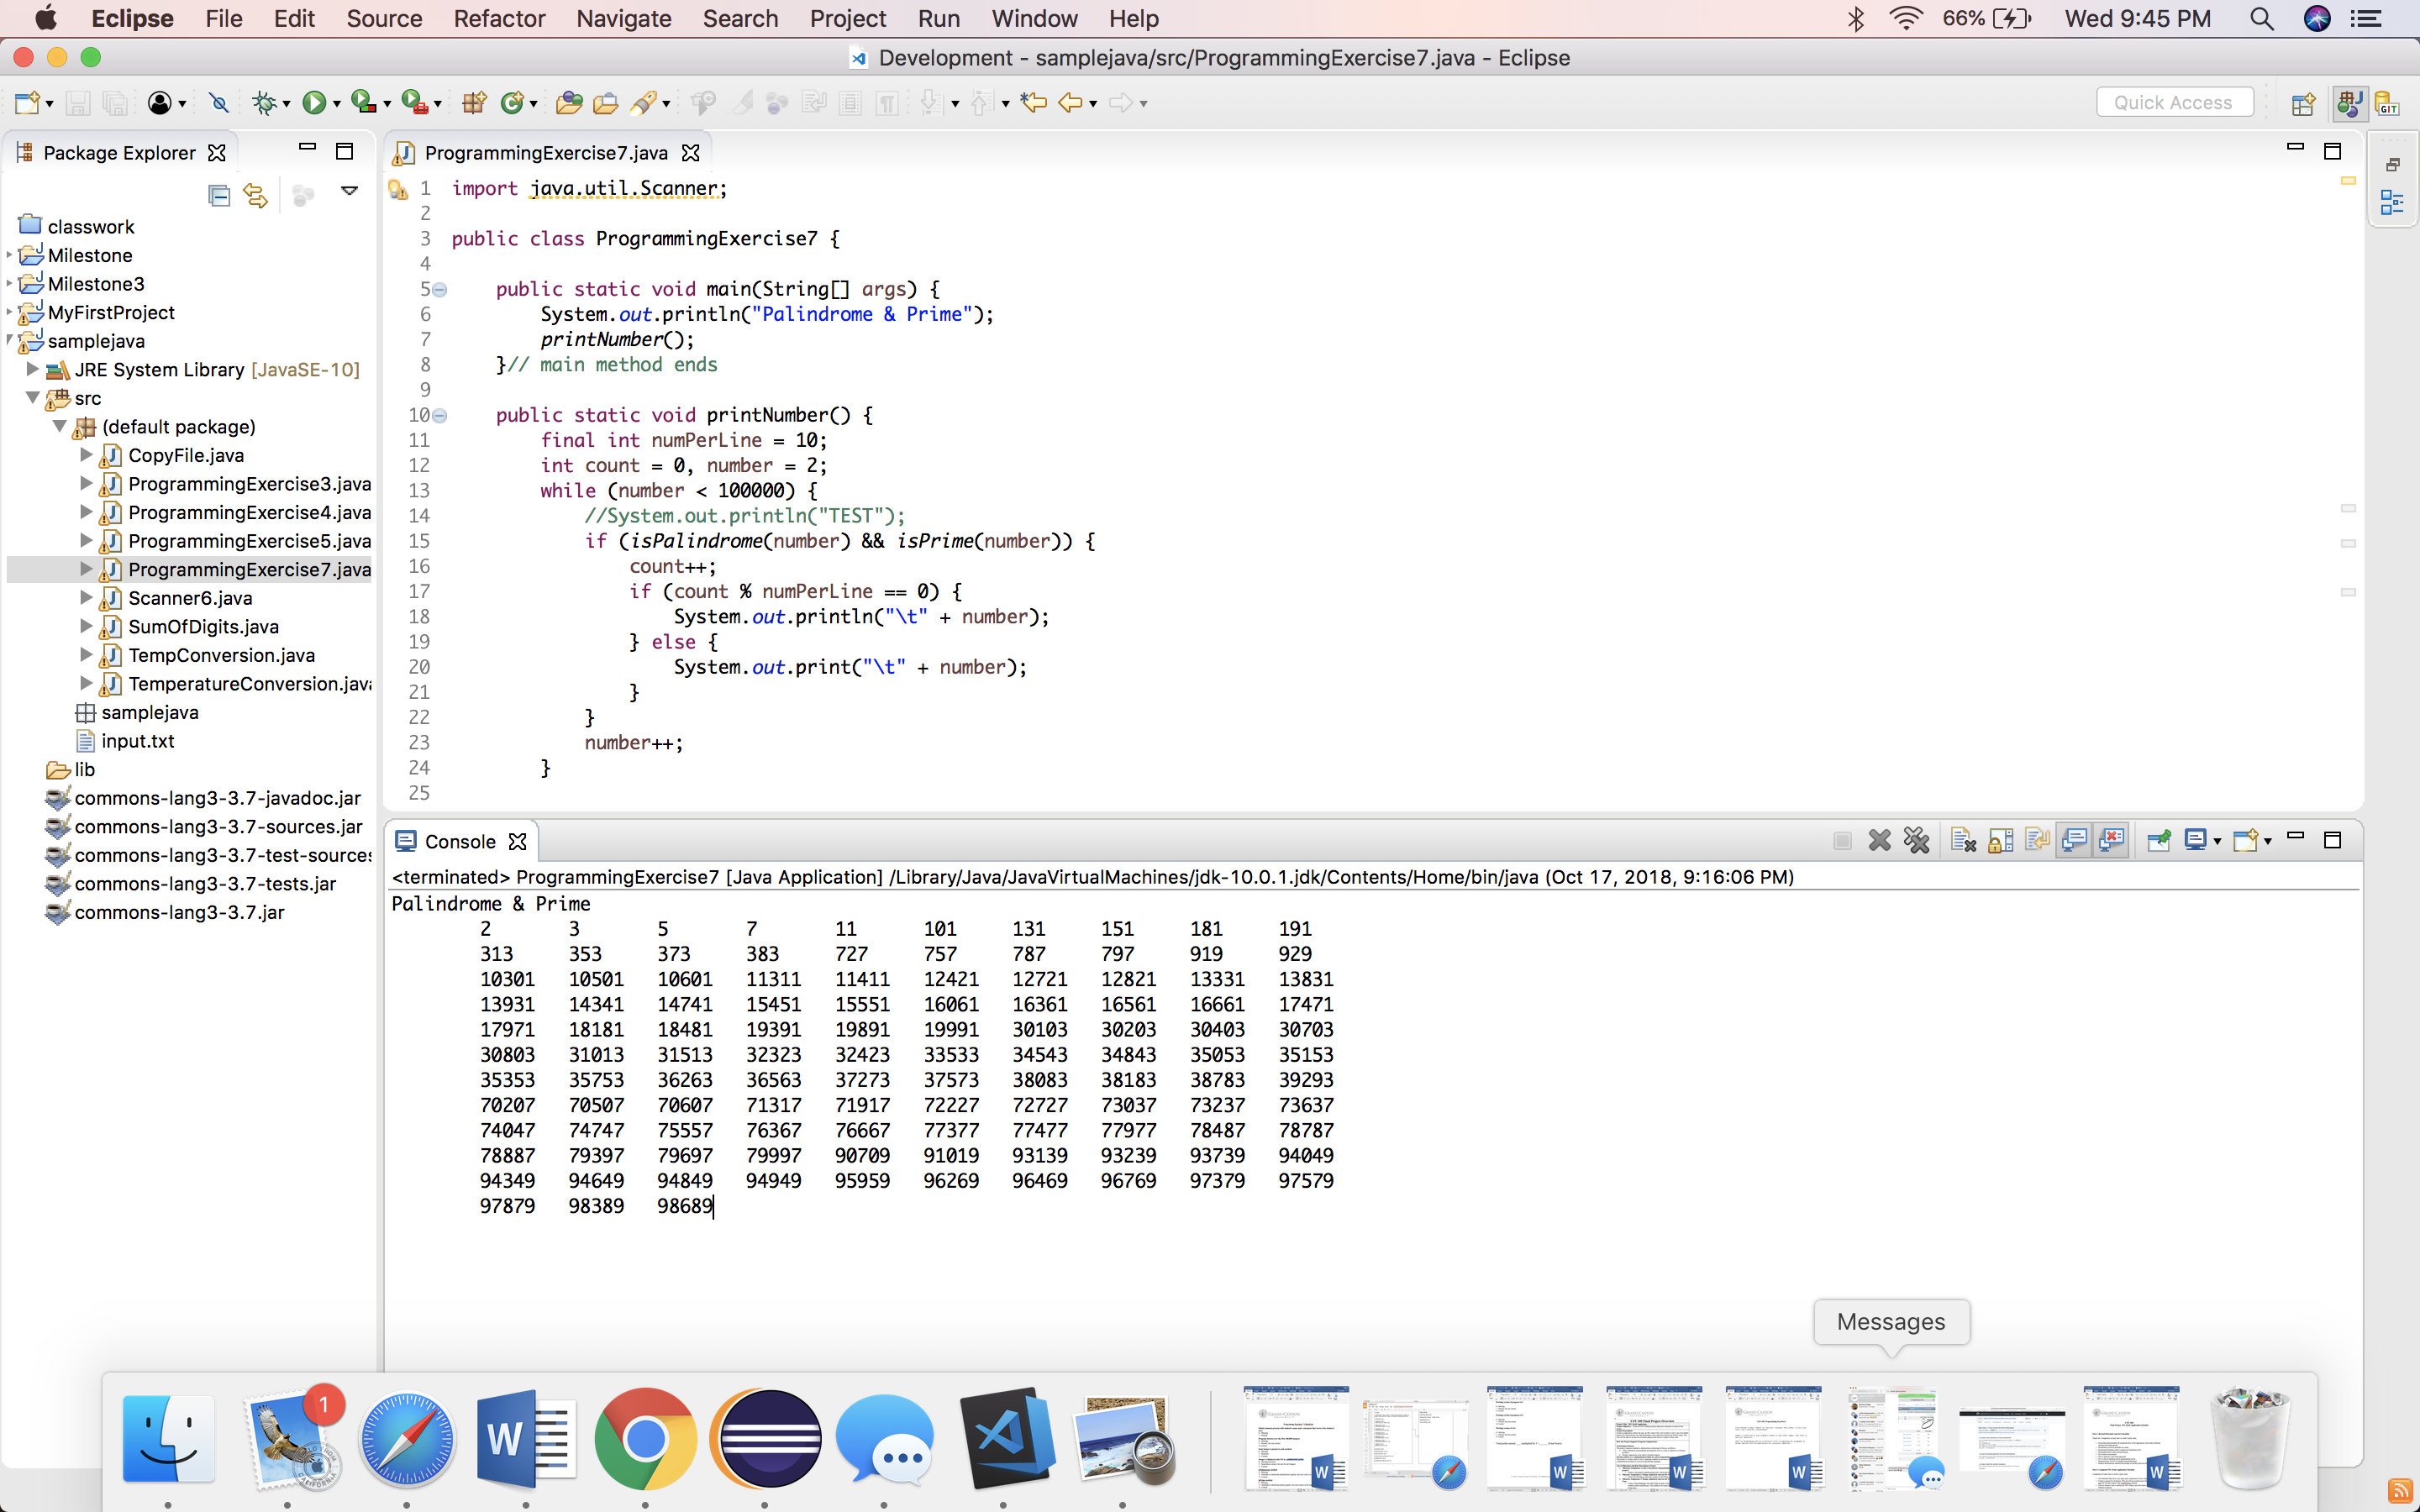 Eclipse File Edit Source Refactor Navigate Search Project Run Window Help 66% Wed 9:45 PM
Development - samplejava/src/ProgrammingExercise7.java - Eclipse
Quick Access
GIT
Package Explorer
classwork
Milestone
Milestone3
MyFirstProject
samplejava
JRE System Library [JavaSE-10]
src
(default package)
CopyFile.java
ProgrammingExercise3.java
ProgrammingExercise4.java
ProgrammingExercise5.java
ProgrammingExercise7.java
Scanner6.java
SumOfDigits.java
TempConversion.java
TemperatureConversion.java
samplejava
input.txt
lib
commons-lang3-3.7-javadoc.jar
commons-lang3-3.7-sources.jar
commons-lang3-3.7-test-sources
commons-lang3-3.7-tests.jar
commons-lang3-3.7.jar
ProgrammingExercise7.java
1 import java.util.Scanner;
2
3 public class ProgrammingExercise7 {
4
5 public static void main(String[] args) {
6 System.out.println("Palindrome & Prime");
7 printNumber();
8 }// main method ends
9
10 public static void printNumber() {
11 final int numPerLine = 10;
12 int count = 0, number = 2;
13 while (number < 100000) {
14 //System.out.println("TEST");
15 if (isPalindrome(number) && isPrime(number)) {
16 count++;
17 if (count % numPerLine == 0) {
18 System.out.println("\t" + number);
19 } else {
20 System.out.print("\t" + number);
21 }
22 }
23 number++;
24 }
25
Console
<terminated> ProgrammingExercise7 [Java Application] /Library/Java/JavaVirtualMachines/jdk-10.0.1.jdk/Contents/Home/bin/java (Oct 17, 2018, 9:16:06 PM)
Palindrome & Prime
2 3 5 7 11 101 131 151 181 191
313 353 373 383 727 757 787 797 919 929
10301 10501 10601 11311 11411 12421 12721 12821 13331 13831
13931 14341 14741 15451 15551 16061 16361 16561 16661 17471
17971 18181 18481 19391 19891 19991 30103 30203 30403 30703
30803 31013 31513 32323 32423 33533 34543 34843 35053 35153
35353 35753 36263 36563 37273 37573 38083 38183 38783 39293
70207 70507 70607 71317 71917 72227 72727 73037 73237 73637
74047 74747 75557 76367 76667 77377 77477 77977 78487 78787
78887 79397 79697 79997 90709 91019 93139 93239 93739 94049
94349 94649 94849 94949 95959 96269 96469 96769 97379 97579
97879 98389 98689
Messages
1
W
W
W
W
W
W